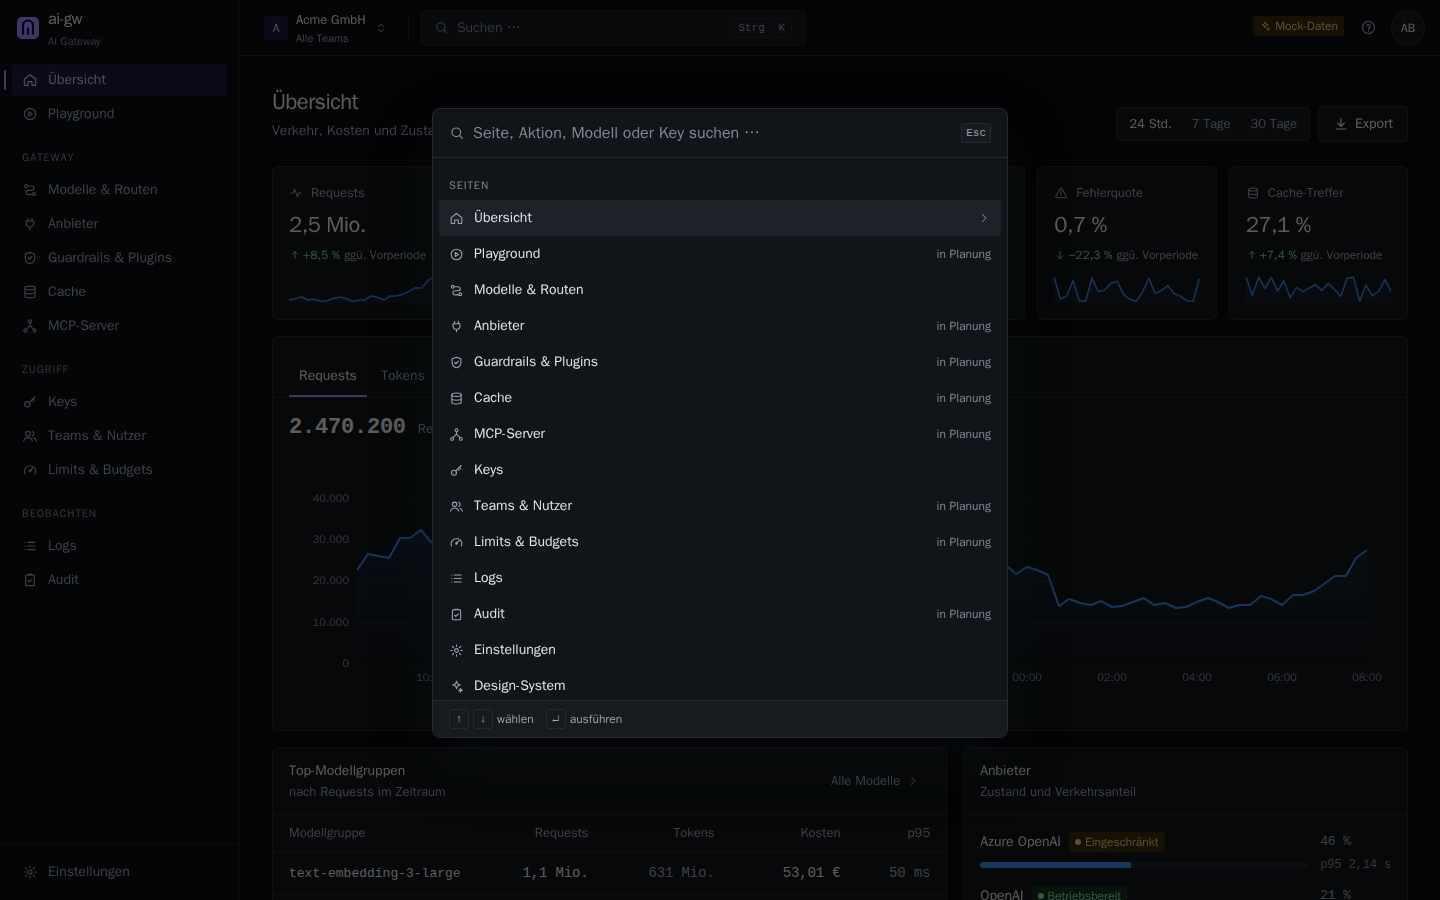 ai-gw
AI Gateway
Acme GmbH
A
Alle Teams
Suchen ···
Strg K
Mock-Daten
AB
Übersicht
Playground
GATEWAY
Modelle & Routen
Anbieter
Guardrails & Plugins
Cache
MCP-Server
ZUGRIFF
Keys
Teams & Nutzer
Limits & Budgets
BEOBACHTEN
Logs
Audit
Einstellungen
Übersicht
Verkehr, Kosten und Zusta
24 Std. 7 Tage 30 Tage
Export
Requests
2,5 Mio.
↑ +8,5 % ggü. Vorperiode
Fehlerquote
0,7 %
↓ −22,3 % ggü. Vorperiode
Cache-Treffer
27,1 %
↑ +7,4 % ggü. Vorperiode
Seite, Aktion, Modell oder Key suchen ···
Esc
SEITEN
Übersicht
Playground in Planung
Modelle & Routen
Anbieter in Planung
Guardrails & Plugins in Planung
Cache in Planung
MCP-Server in Planung
Keys
Teams & Nutzer in Planung
Limits & Budgets in Planung
Logs
Audit in Planung
Einstellungen
Design-System
↑ ↓ wählen ↵ ausführen
Requests Tokens
2.470.200 Re
40.000
30.000
20.000
10.000
0
10: 00:00 02:00 04:00 06:00 08:00
Top-Modellgruppen
nach Requests im Zeitraum
Alle Modelle
Modellgruppe Requests Tokens Kosten p95
text-embedding-3-large 1,1 Mio. 631 Mio. 53,01 € 50 ms
Anbieter
Zustand und Verkehrsanteil
Azure OpenAI Eingeschränkt 46 %
p95 2,14 s
OpenAI Betriebsbereit 21 %